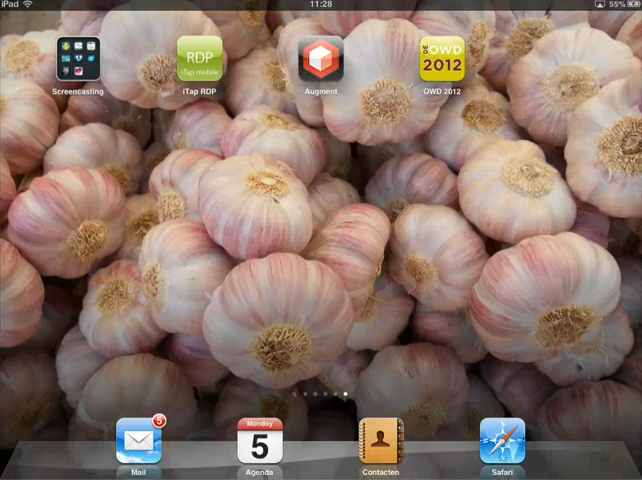 iPad 11:28 55%
RDP
iTap mobile
OWD
2012
Screencasting iTap RDP Augment OWD 2012
5
Monday
5
Mail Agenda Contacten Safari